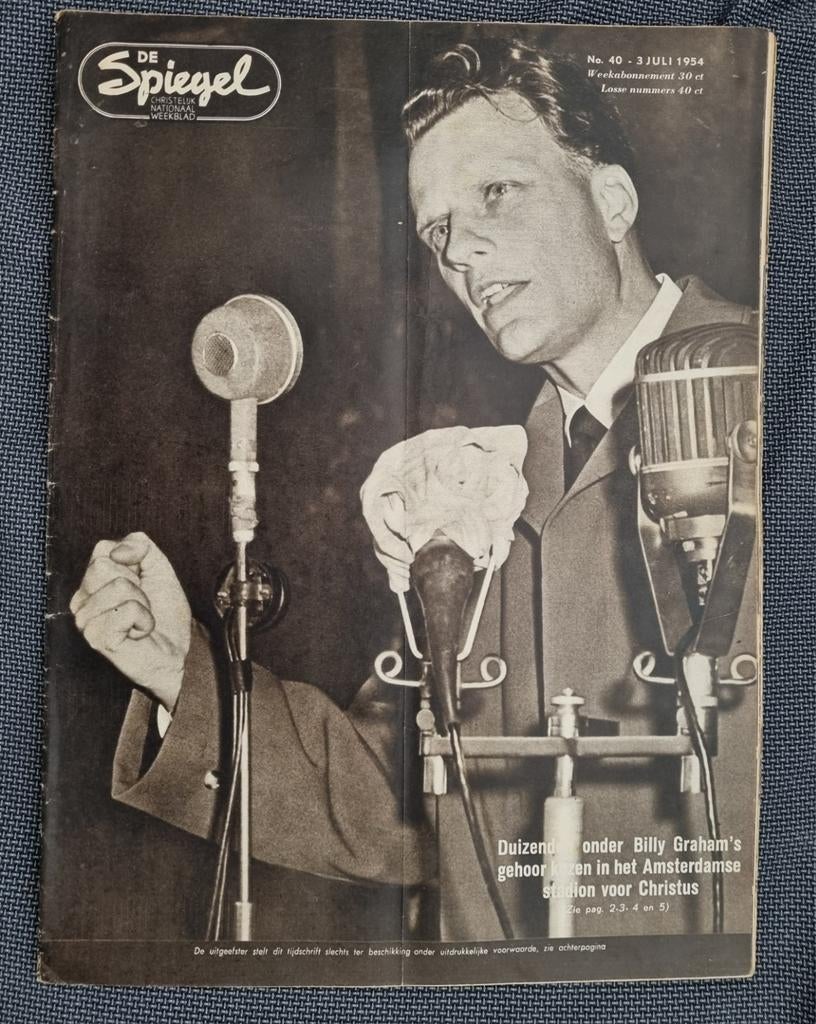 DE
Spiegel
CHRISTELIJK
NATIONAAL
WEEKBLAD
No. 40 - 3 JULI 1954
Weekabonnement 30 ct
Losse nummers 40 ct
Duizenden onder Billy Graham's
gehoor kozen in het Amsterdamse
stadion voor Christus
(Zie pag. 2-3- 4 en 5)
De uitgeefster stelt dit tijdschrift slechts ter beschikking onder uitdrukkelijke voorwaarde, zie achterpagina